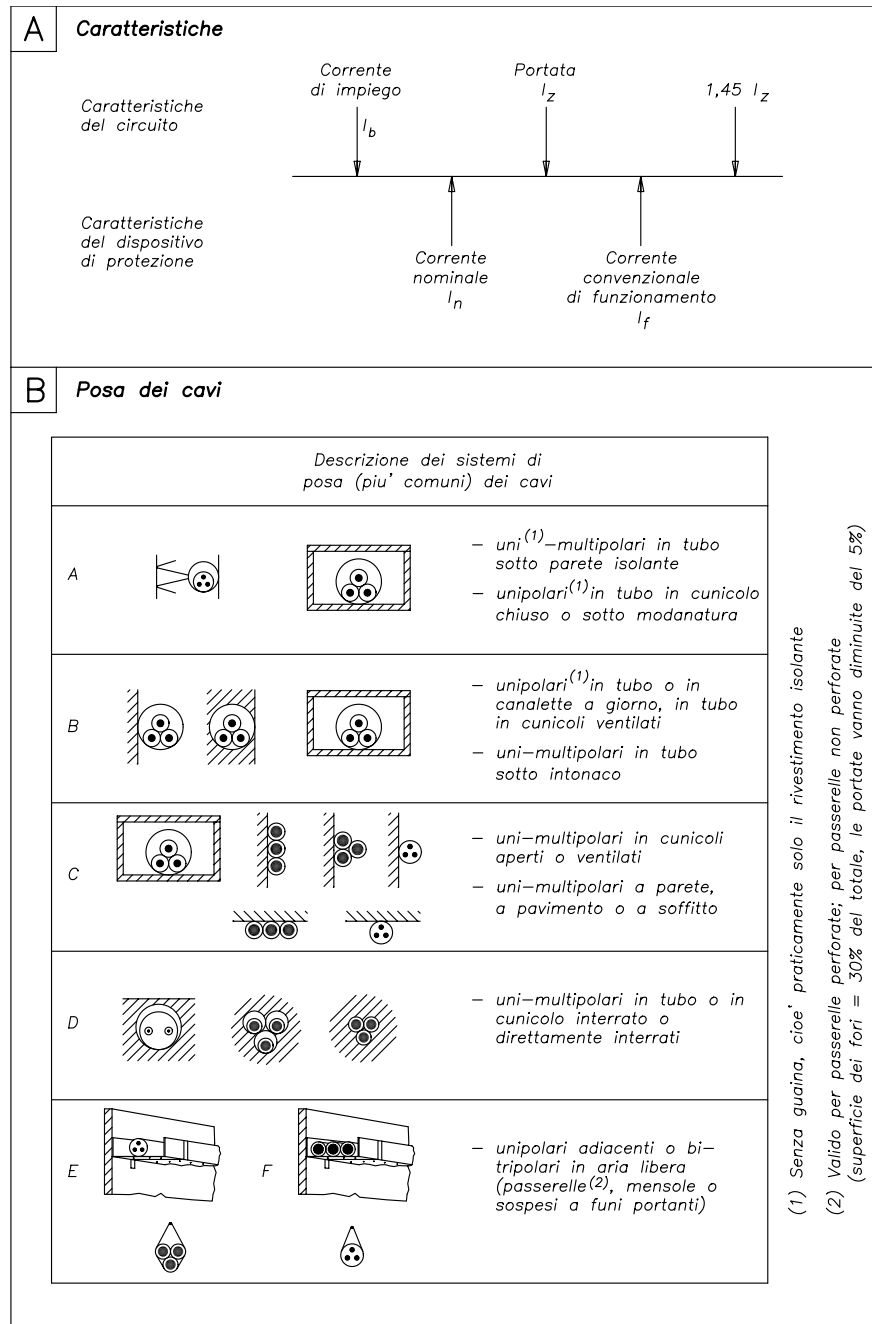 A Caratteristiche
Caratteristiche
del circuito
Corrente
di impiego
I_b
Portata
I_z
1,45 I_z
Caratteristiche
del dispositivo
di protezione
Corrente
nominale
I_n
Corrente
convenzionale
di funzionamento
I_f
B Posa dei cavi
Descrizione dei sistemi di
posa (piu' comuni) dei cavi
A
– uni(1)–multipolari in tubo
sotto parete isolante
– unipolari(1) in tubo in cunicolo
chiuso o sotto modanatura
B
– unipolari(1) in tubo o in
canalette a giorno, in tubo
in cunicoli ventilati
– uni–multipolari in tubo
sotto intonaco
C
– uni–multipolari in cunicoli
aperti o ventilati
– uni–multipolari a parete,
a pavimento o a soffitto
D
– uni–multipolari in tubo o in
cunicolo interrato o
direttamente interrati
E
F
– unipolari adiacenti o bi–
tripolari in aria libera
(passerelle(2), mensole o
sospesi a funi portanti)
(1) Senza guaina, cioe' praticamente solo il rivestimento isolante
(2) Valido per passerelle perforate; per passerelle non perforate
(superficie dei fori = 30% del totale, le portate vanno diminuite del 5%)